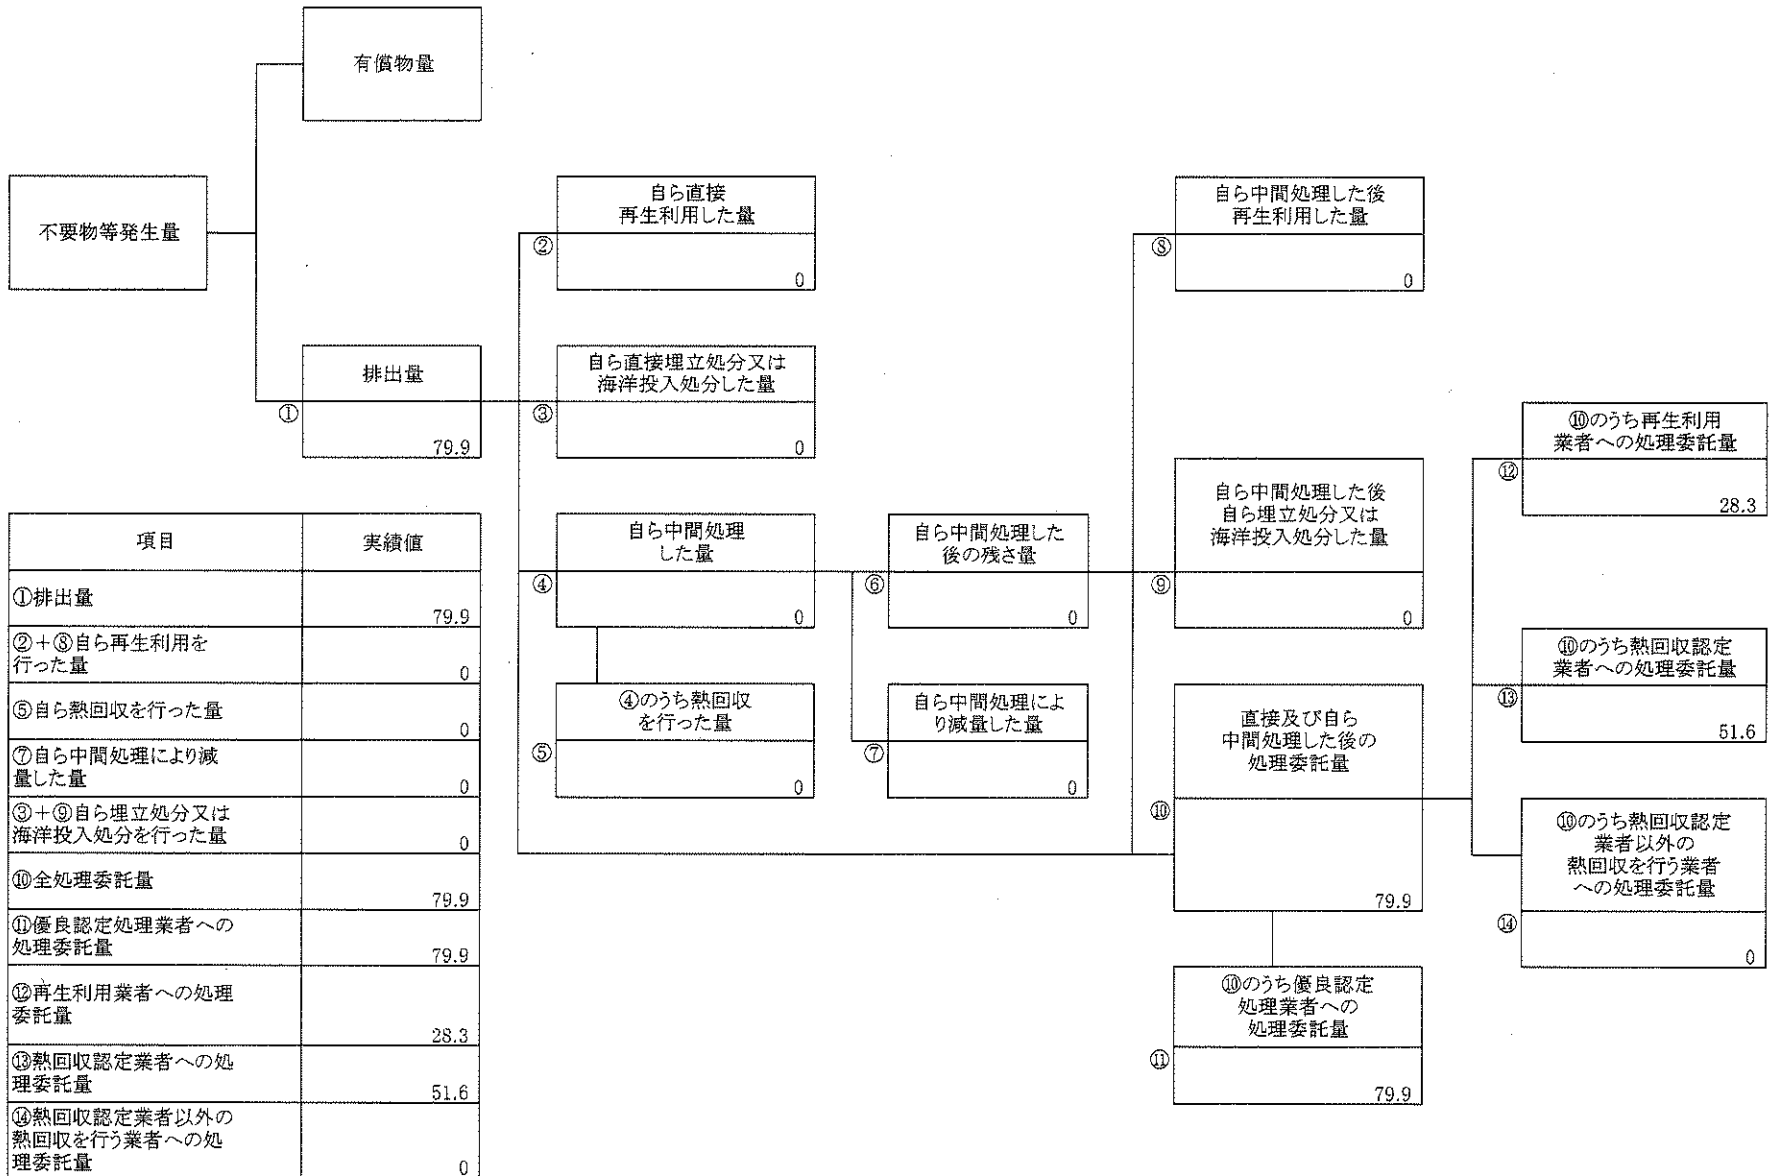 有償物量
不要物等発生量
排出量
①
79.9
自ら直接
再生利用した量
②
0
自ら直接埋立処分又は
海洋投入処分した量
③
0
自ら中間処理
した量
④
0
④のうち熱回収
を行った量
⑤
0
自ら中間処理した
後の残さ量
⑥
0
自ら中間処理によ
り減量した量
⑦
0
自ら中間処理した後
再生利用した量
⑧
0
自ら中間処理した後
自ら埋立処分又は
海洋投入処分した量
⑨
0
直接及び自ら
中間処理した後の
処理委託量
⑩
79.9
⑩のうち優良認定
処理業者への
処理委託量
⑪
79.9
⑩のうち再生利用
業者への処理委託量
⑫
28.3
⑩のうち熱回収認定
業者への処理委託量
⑬
51.6
⑩のうち熱回収認定
業者以外の
熱回収を行う業者
への処理委託量
⑭
0
項目 実績値
①排出量
79.9
②+⑧自ら再生利用を
行った量
0
⑤自ら熱回収を行った量
0
⑦自ら中間処理により減
量した量
0
③+⑨自ら埋立処分又は
海洋投入処分を行った量
0
⑩全処理委託量
79.9
⑪優良認定処理業者への
処理委託量
79.9
⑫再生利用業者への処理
委託量
28.3
⑬熱回収認定業者への処
理委託量
51.6
⑭熱回収認定業者以外の
熱回収を行う業者への処
理委託量
0